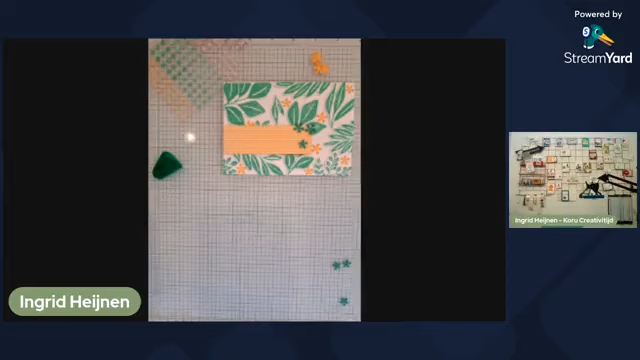 Powered by
StreamYard
Ingrid Heijnen - Koru Creativitijd
Ingrid Heijnen